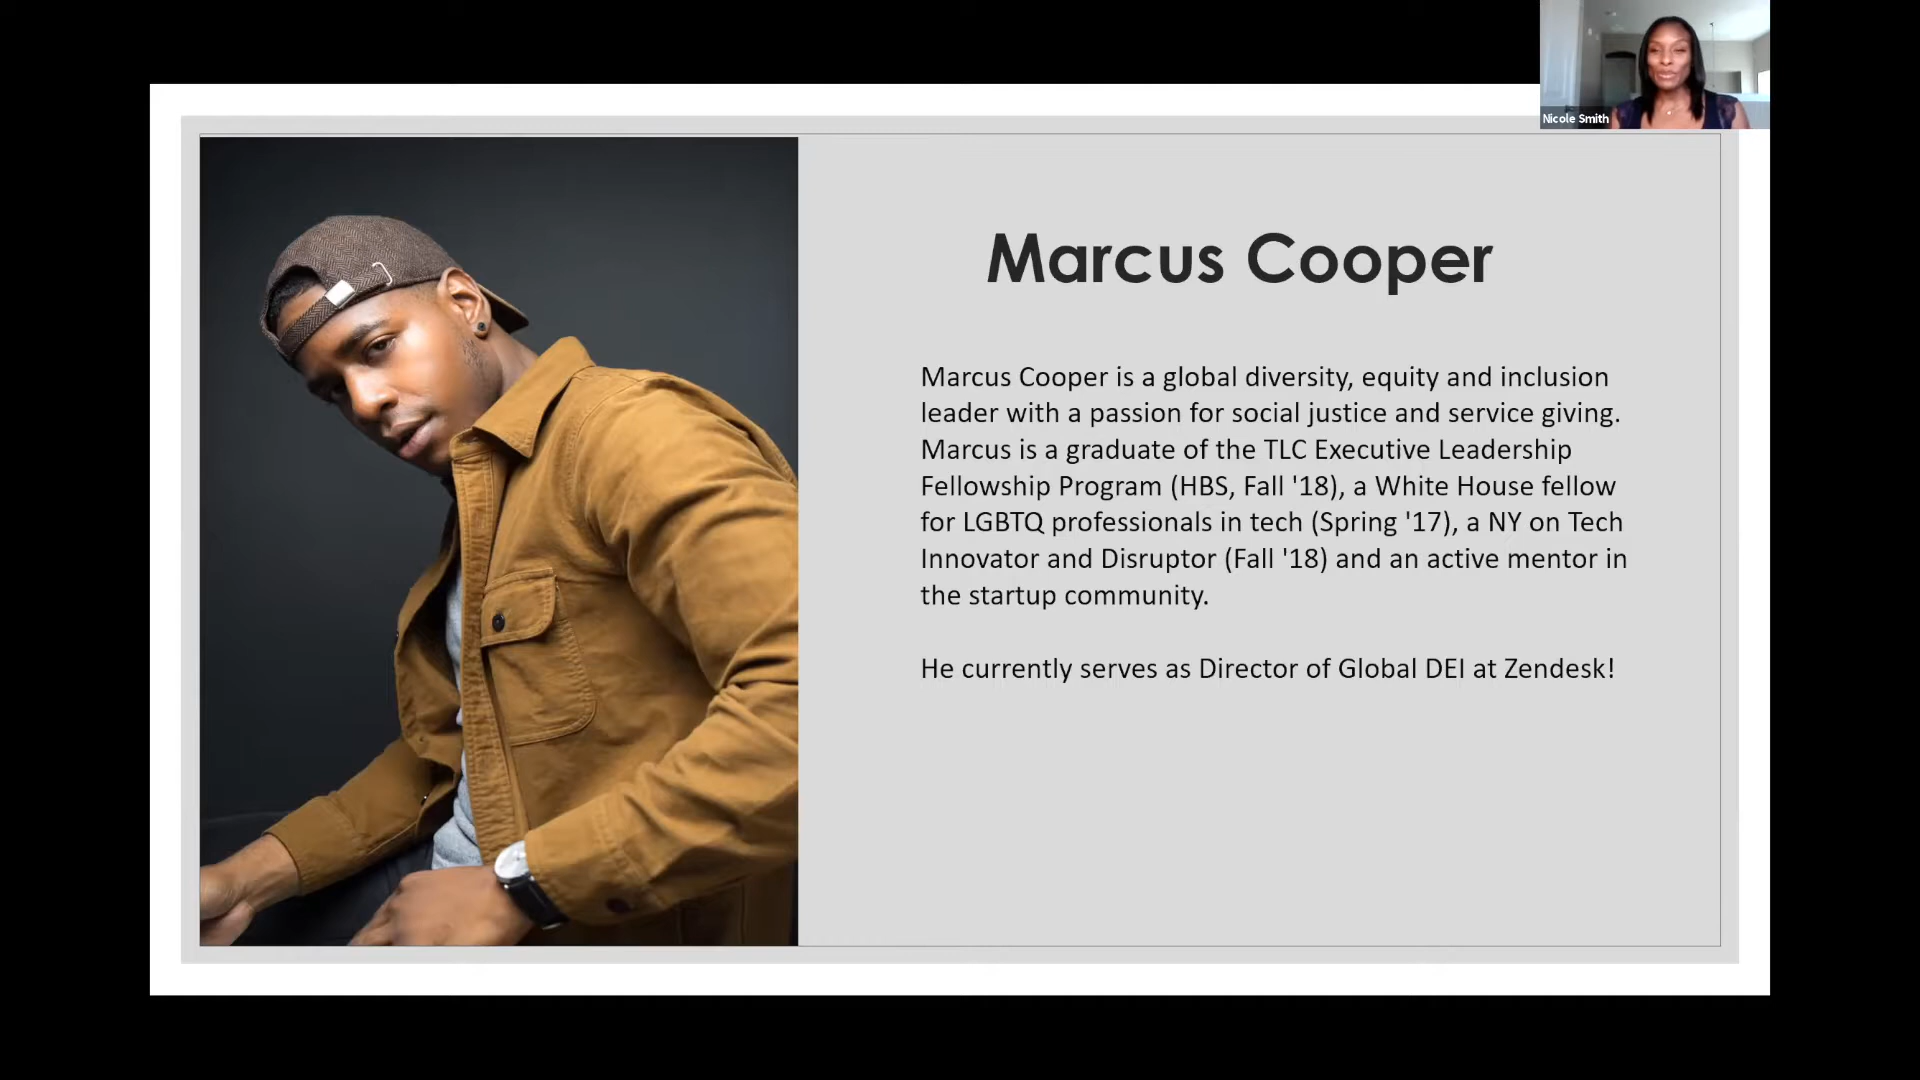 Nicole Smith
Marcus Cooper
Marcus Cooper is a global diversity, equity and inclusion
leader with a passion for social justice and service giving.
Marcus is a graduate of the TLC Executive Leadership
Fellowship Program (HBS, Fall '18), a White House fellow
for LGBTQ professionals in tech (Spring '17), a NY on Tech
Innovator and Disruptor (Fall '18) and an active mentor in
the startup community.
He currently serves as Director of Global DEI at Zendesk!